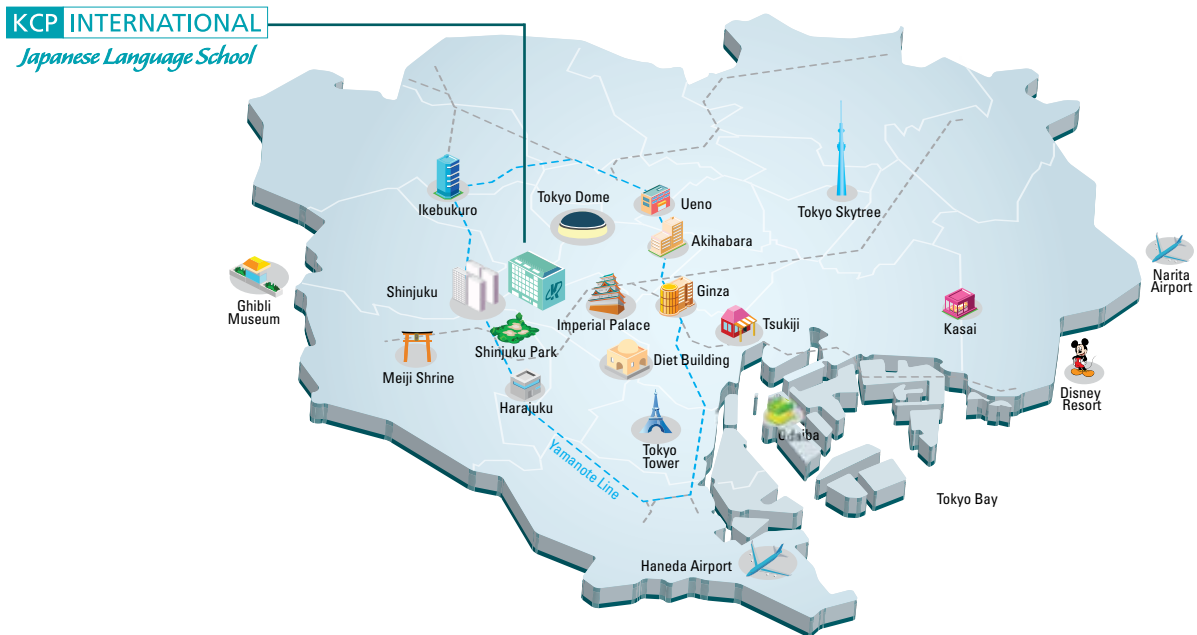 KCP INTERNATIONAL
Japanese Language School
Ikebukuro
Tokyo Dome
Ueno
Tokyo Skytree
Akihabara
Narita
Airport
Ghibli
Museum
Shinjuku
Imperial Palace
Ginza
Tsukiji
Kasai
Shinjuku Park
Meiji Shrine
Diet Building
Disney
Resort
Harajuku
Tokyo
Tower
Yamanote Line
Tokyo Bay
Haneda Airport